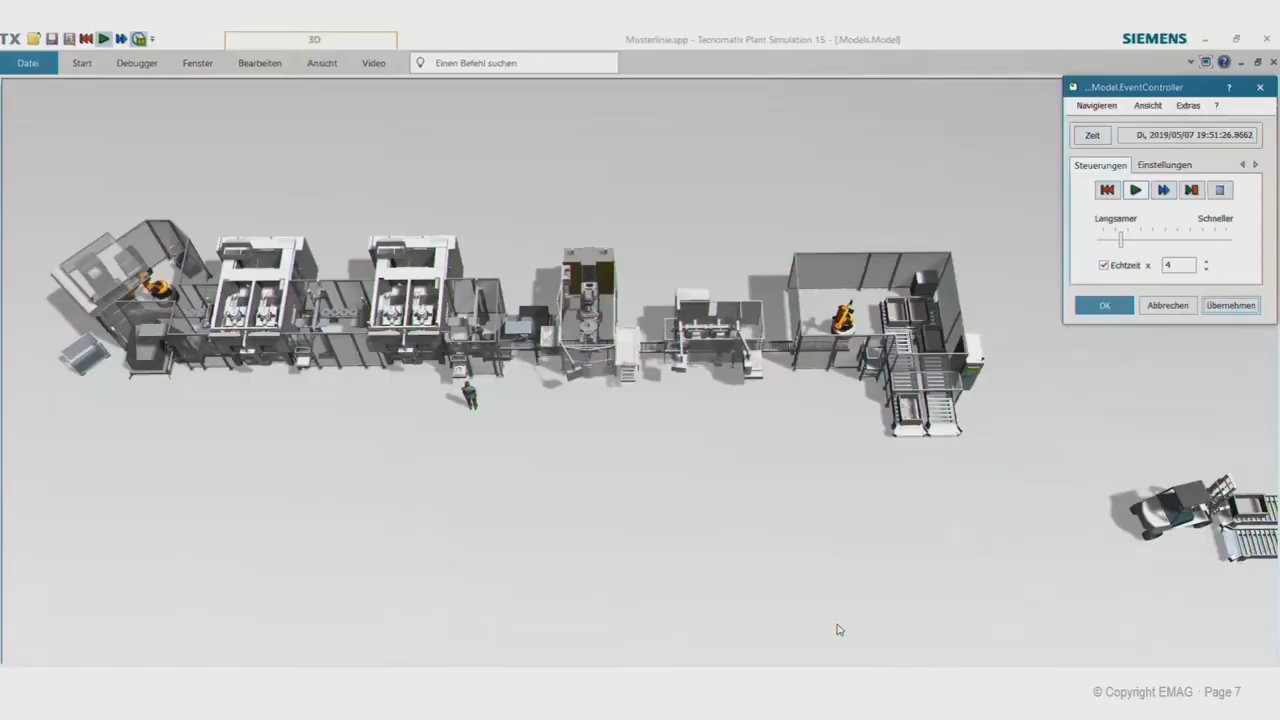 TX
3D
Musterlinie.spp - Tecnomatix Plant Simulation 15 - [.Models.Model]
SIEMENS
Datei Start Debugger Fenster Bearbeiten Ansicht Video Einen Befehl suchen
...Model.EventController ?
Navigieren Ansicht Extras ?
Zeit Di, 2019/05/07 19:51:26.8662
Steuerungen Einstellungen
Langsamer Schneller
Echtzeit x 4
OK Abbrechen Übernehmen
© Copyright EMAG · Page 7